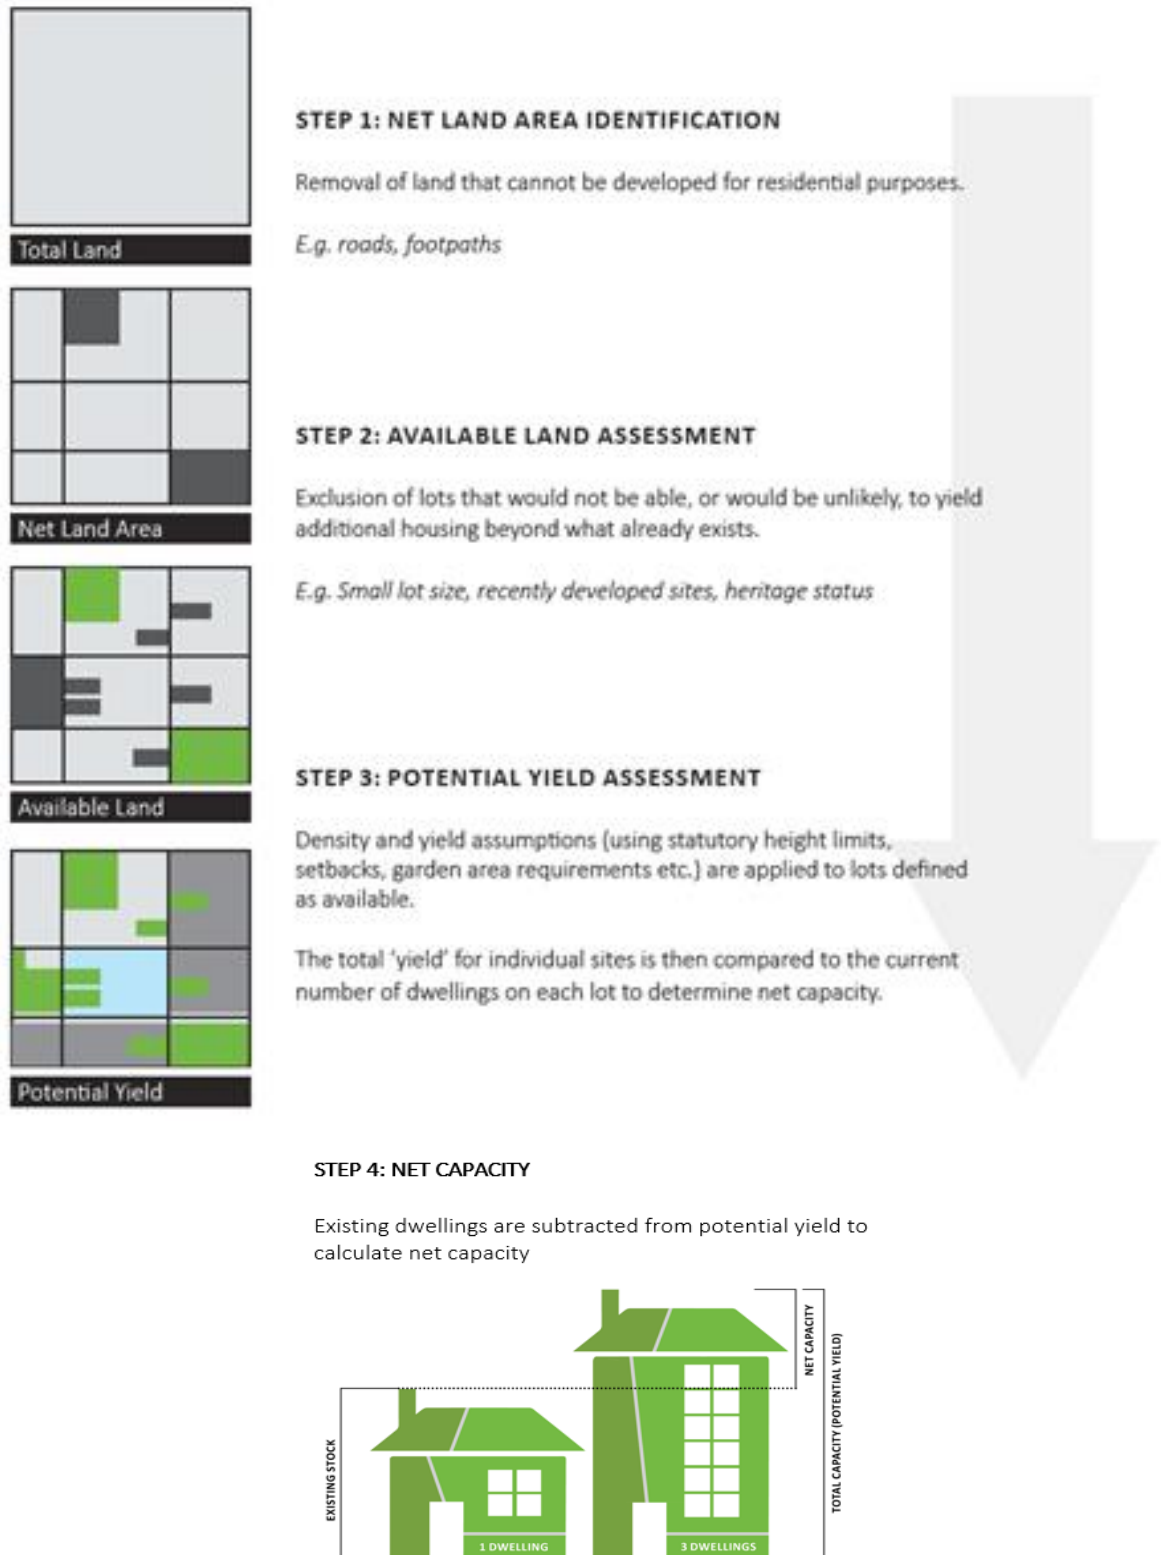 STEP 1: NET LAND AREA IDENTIFICATION
Removal of land that cannot be developed for residential purposes.
E.g. roads, footpaths
Total Land
STEP 2: AVAILABLE LAND ASSESSMENT
Exclusion of lots that would not be able, or would be unlikely, to yield
additional housing beyond what already exists.
Net Land Area
E.g. Small lot size, recently developed sites, heritage status
STEP 3: POTENTIAL YIELD ASSESSMENT
Available Land
Density and yield assumptions (using statutory height limits,
setbacks, garden area requirements etc.) are applied to lots defined
as available.
The total ‘yield’ for individual sites is then compared to the current
number of dwellings on each lot to determine net capacity.
Potential Yield
STEP 4: NET CAPACITY
Existing dwellings are subtracted from potential yield to
calculate net capacity
NET CAPACITY
TOTAL CAPACITY (POTENTIAL YIELD)
EXISTING STOCK
1 DWELLING
3 DWELLINGS